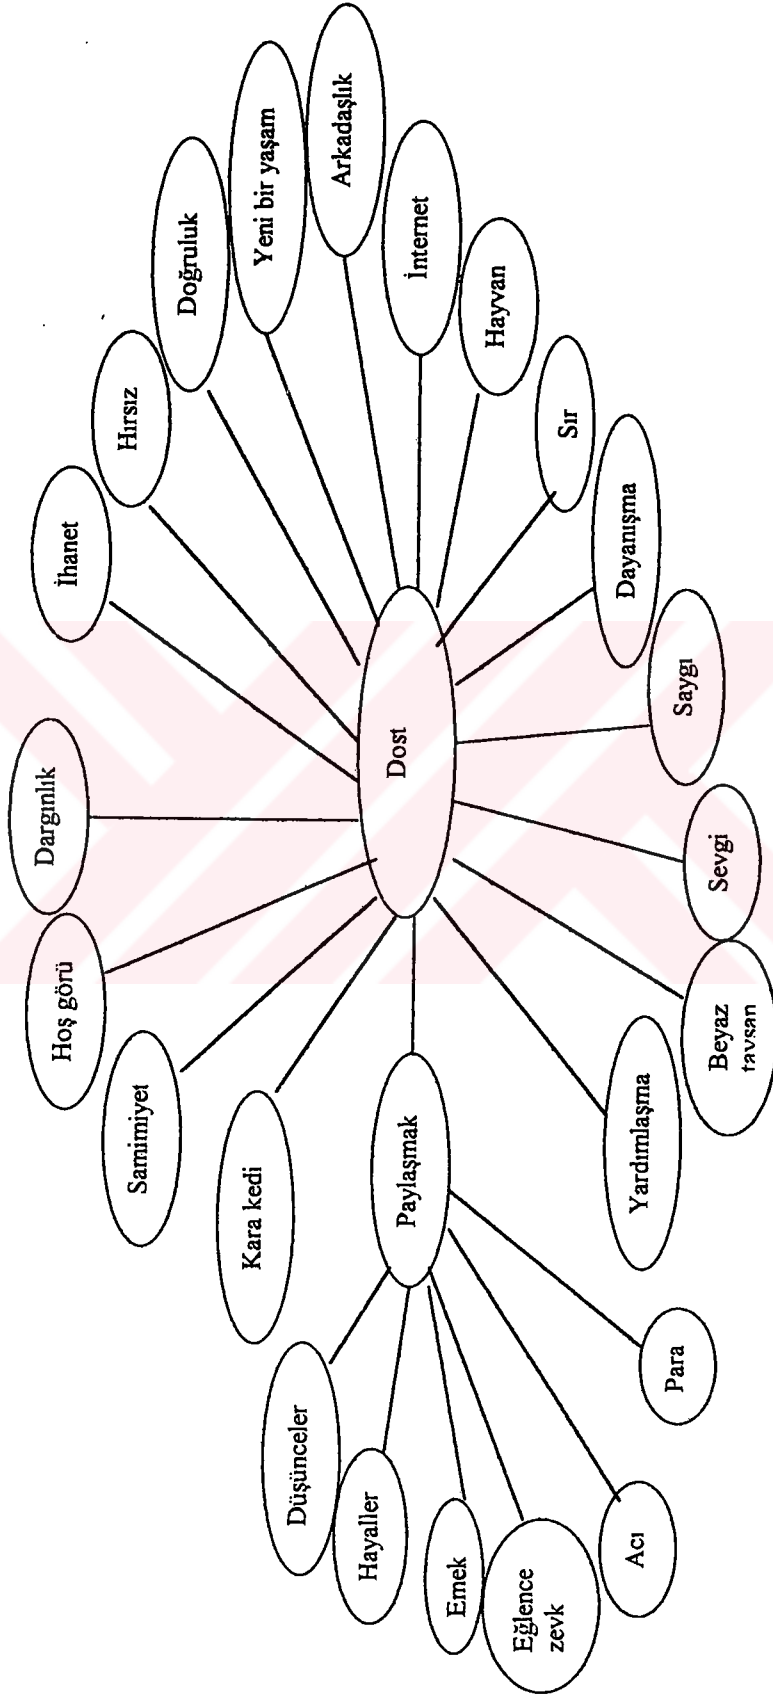 Dargınlık
Hoş görü
İhanet
Hırsız
Samimiyet
Doğruluk
Kara kedi
Yeni bir yaşam
Düşünceler
Arkadaşlık
Hayaller
Dost
Paylaşmak
İnternet
Emek
Hayvan
Eğlence
zevk
Sır
Dayanışma
Acı
Yardımlaşma
Para
Saygı
Sevgi
Beyaz
tavşan